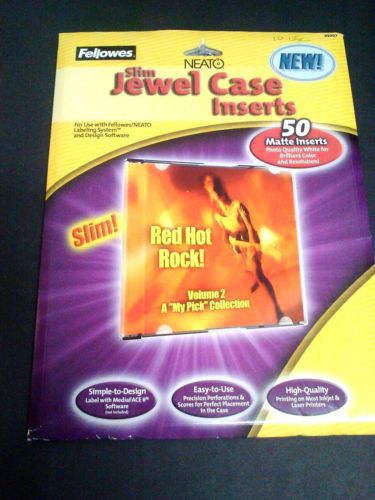 Fellowes
NEATO
NEW!
Slim
Jewel Case
Inserts
For Use with Fellowes/NEATO
Labeling System™
and Design Software
50
Matte Inserts
Photo Quality White for
Brilliant Color
and Resolution!
Slim!
Red Hot
Rock!
Volume 2
A "My Pick" Collection
Simple-to-Design
Label with MediaFACE II®
Software
(not included)
Easy-to-Use
Precision Perforations &
Scores for Perfect Placement
in the Case
High-Quality
Printing on Most Inkjet &
Laser Printers